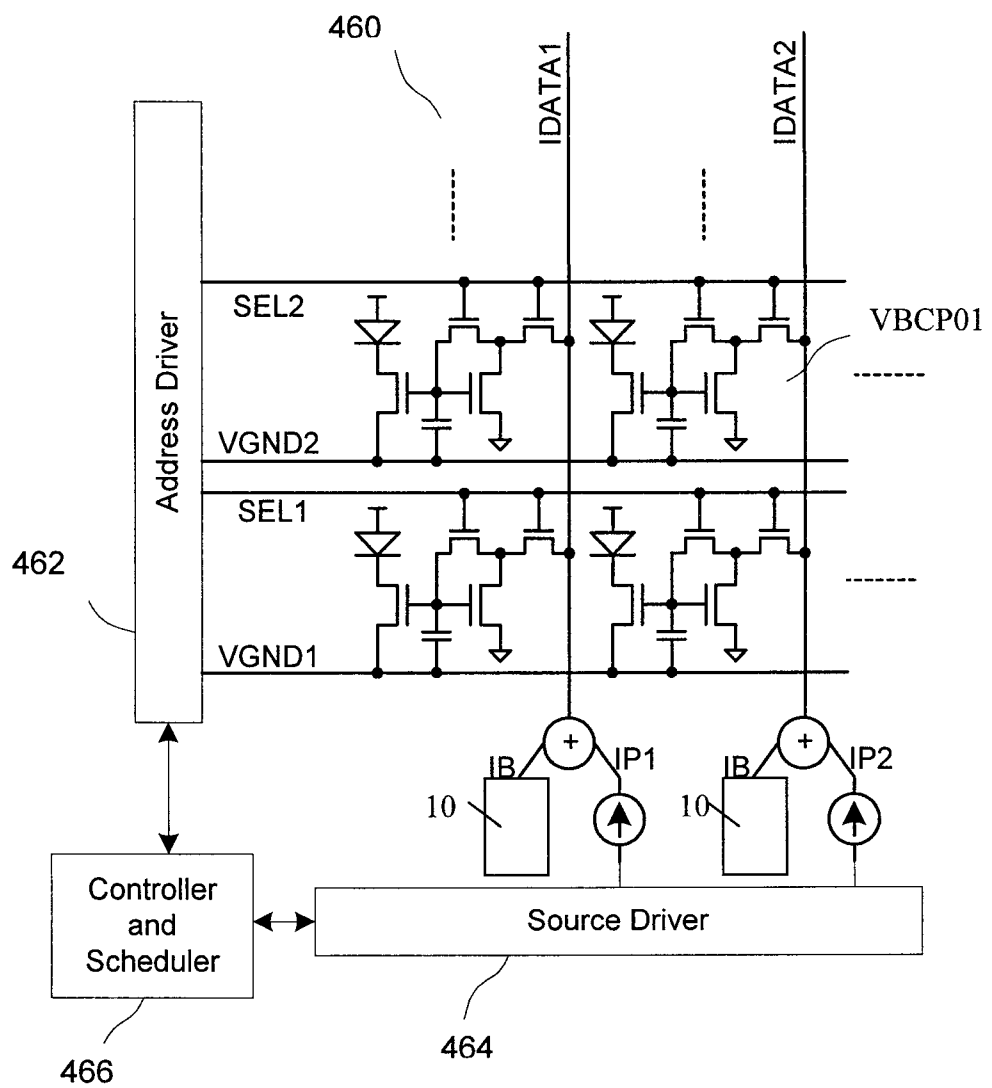 460
IDATA1
IDATA2
Address Driver
SEL2
VBCP01
VGND2
SEL1
462
VGND1
+
+
IB
IP1
IB
IP2
10
10
Controller
and
Scheduler
Source Driver
464
466